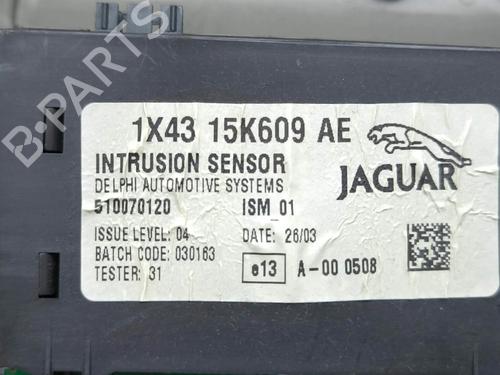 B-PARTS
1X43 15K609 AE
INTRUSION SENSOR
DELPHI AUTOMOTIVE SYSTEMS
510070120 ISM_01
ISSUE LEVEL: 04 DATE: 26/03
BATCH CODE: 030163
TESTER: 31
e13 A-00 0508
JAGUAR